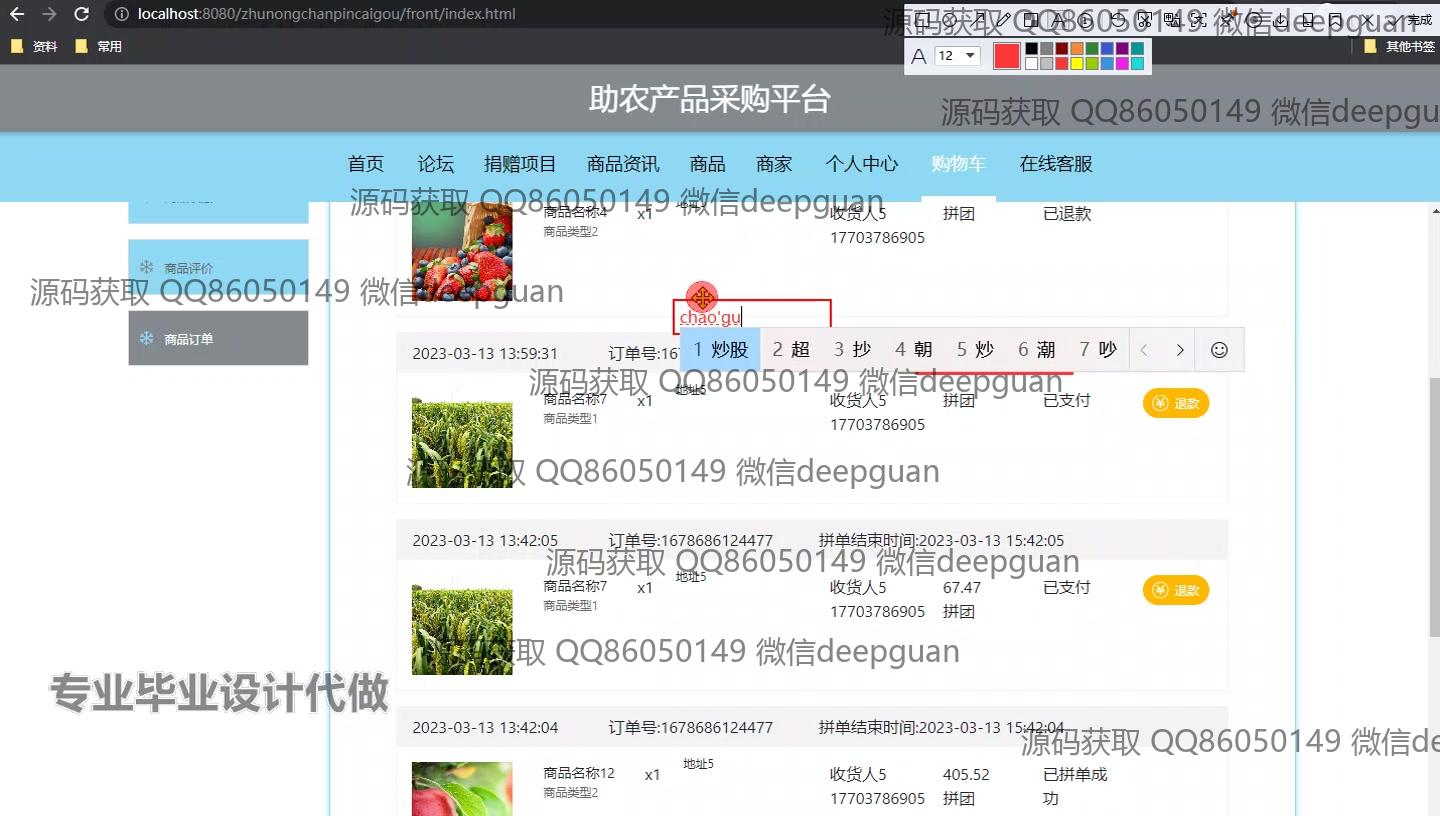 localhost:8080/zhunongchanpincaigou/front/index.html
完成
资料 常用 其他书签
A 12
助农产品采购平台
源码获取 QQ86050149 微信deepguan
源码获取 QQ86050149 微信deepgu
首页 论坛 捐赠项目 商品资讯 商品 商家 个人中心 购物车 在线客服
源码获取 QQ86050149 微信deepguan
商品名称4 x1 收货人5 拼团 已退款
商品类型2 17703786905
商品评价
源码获取 QQ86050149 微信deepguan
商品订单
chao'gu
1 炒股 2 超 3 抄 4 朝 5 炒 6 潮 7 吵
2023-03-13 13:59:31 订单号:167
源码获取 QQ86050149 微信deepguan
商品名称7 x1 地址5 收货人5 拼团 已支付 退款
商品类型1 17703786905
QQ86050149 微信deepguan
2023-03-13 13:42:05 订单号:1678686124477 拼单结束时间:2023-03-13 15:42:05
源码获取 QQ86050149 微信deepguan
商品名称7 x1 地址5 收货人5 67.47 已支付 退款
商品类型1 17703786905 拼团
获取 QQ86050149 微信deepguan
专业毕业设计代做
2023-03-13 13:42:04 订单号:1678686124477 拼单结束时间:2023-03-13 15:42:04
源码获取 QQ86050149 微信de
商品名称12 x1 地址5 收货人5 405.52 已拼单成
商品类型2 17703786905 拼团 功